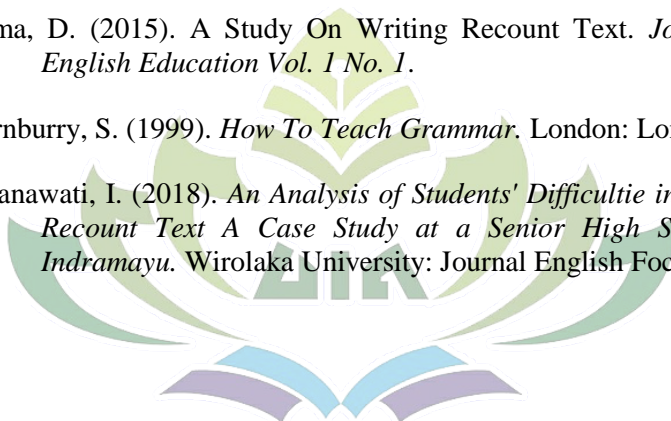 ma, D. (2015). A Study On Writing Recount Text. Jo
English Education Vol. 1 No. 1.
rnburry, S. (1999). How To Teach Grammar. London: Lo
anawati, I. (2018). An Analysis of Students' Difficultie in
Recount Text A Case Study at a Senior High S
Indramayu. Wirolaka University: Journal English Foc